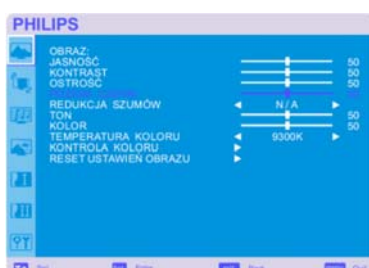 PHILIPS
OBRAZ:
JASNOŚĆ 50
KONTRAST 50
OSTROŚĆ 50
REDUKCJA SZUMÓW N / A
TON 50
KOLOR 50
TEMPERATURA KOLORU 9300K
KONTROLA KOLORU
RESET USTAWIEŃ OBRAZU